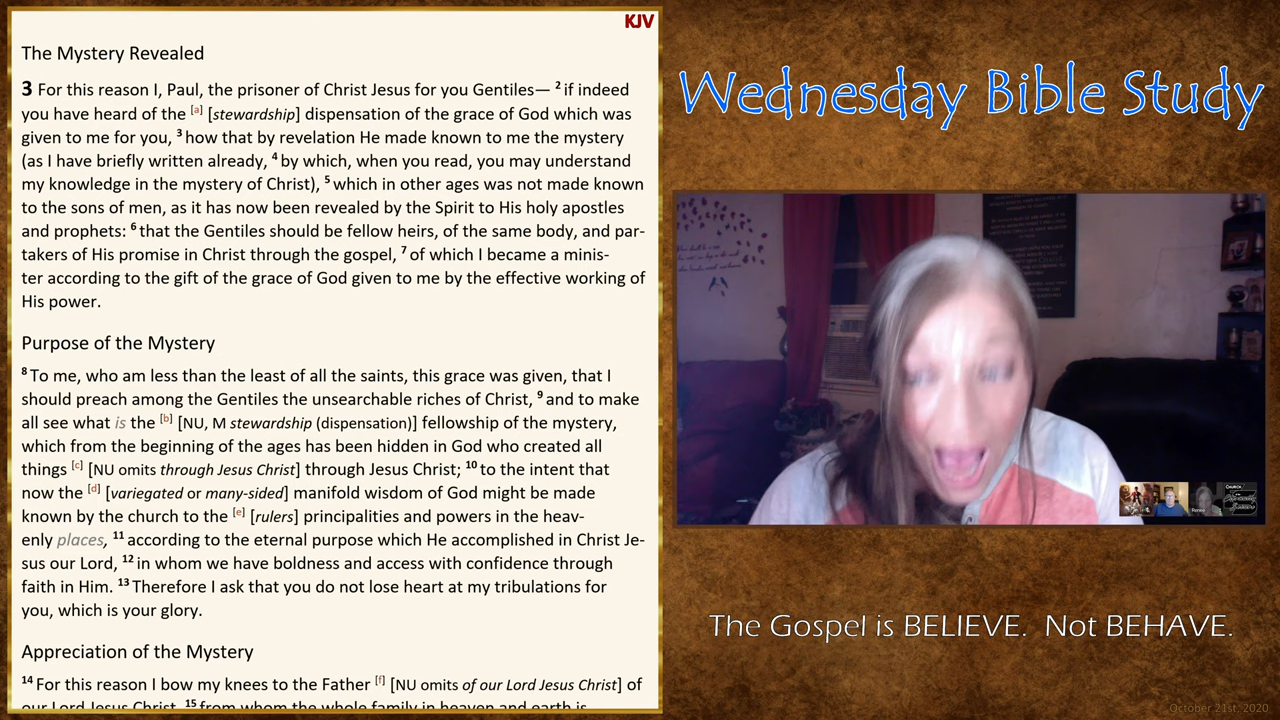 KJV
The Mystery Revealed
3 For this reason I, Paul, the prisoner of Christ Jesus for you Gentiles— 2 if indeed
you have heard of the [a] [stewardship] dispensation of the grace of God which was
given to me for you, 3 how that by revelation He made known to me the mystery
(as I have briefly written already, 4 by which, when you read, you may understand
my knowledge in the mystery of Christ), 5 which in other ages was not made known
to the sons of men, as it has now been revealed by the Spirit to His holy apostles
and prophets: 6 that the Gentiles should be fellow heirs, of the same body, and par-
takers of His promise in Christ through the gospel, 7 of which I became a minis-
ter according to the gift of the grace of God given to me by the effective working of
His power.
Purpose of the Mystery
8 To me, who am less than the least of all the saints, this grace was given, that I
should preach among the Gentiles the unsearchable riches of Christ, 9 and to make
all see what is the [b] [NU, M stewardship (dispensation)] fellowship of the mystery,
which from the beginning of the ages has been hidden in God who created all
things [c] [NU omits through Jesus Christ] through Jesus Christ; 10 to the intent that
now the [d] [variegated or many-sided] manifold wisdom of God might be made
known by the church to the [e] [rulers] principalities and powers in the heav-
enly places, 11 according to the eternal purpose which He accomplished in Christ Je-
sus our Lord, 12 in whom we have boldness and access with confidence through
faith in Him. 13 Therefore I ask that you do not lose heart at my tribulations for
you, which is your glory.
Appreciation of the Mystery
14 For this reason I bow my knees to the Father [f] [NU omits of our Lord Jesus Christ] of
our Lord Jesus Christ, 15 from whom the whole family in heaven and earth is
Wednesday Bible Study
The Gospel is BELIEVE. Not BEHAVE.
October 21st, 2020